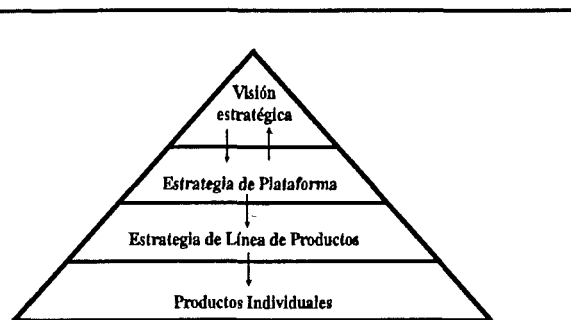 Visión
estratégica
Estrategia de Plataforma
Estrategia de Línea de Productos
Productos Individuales